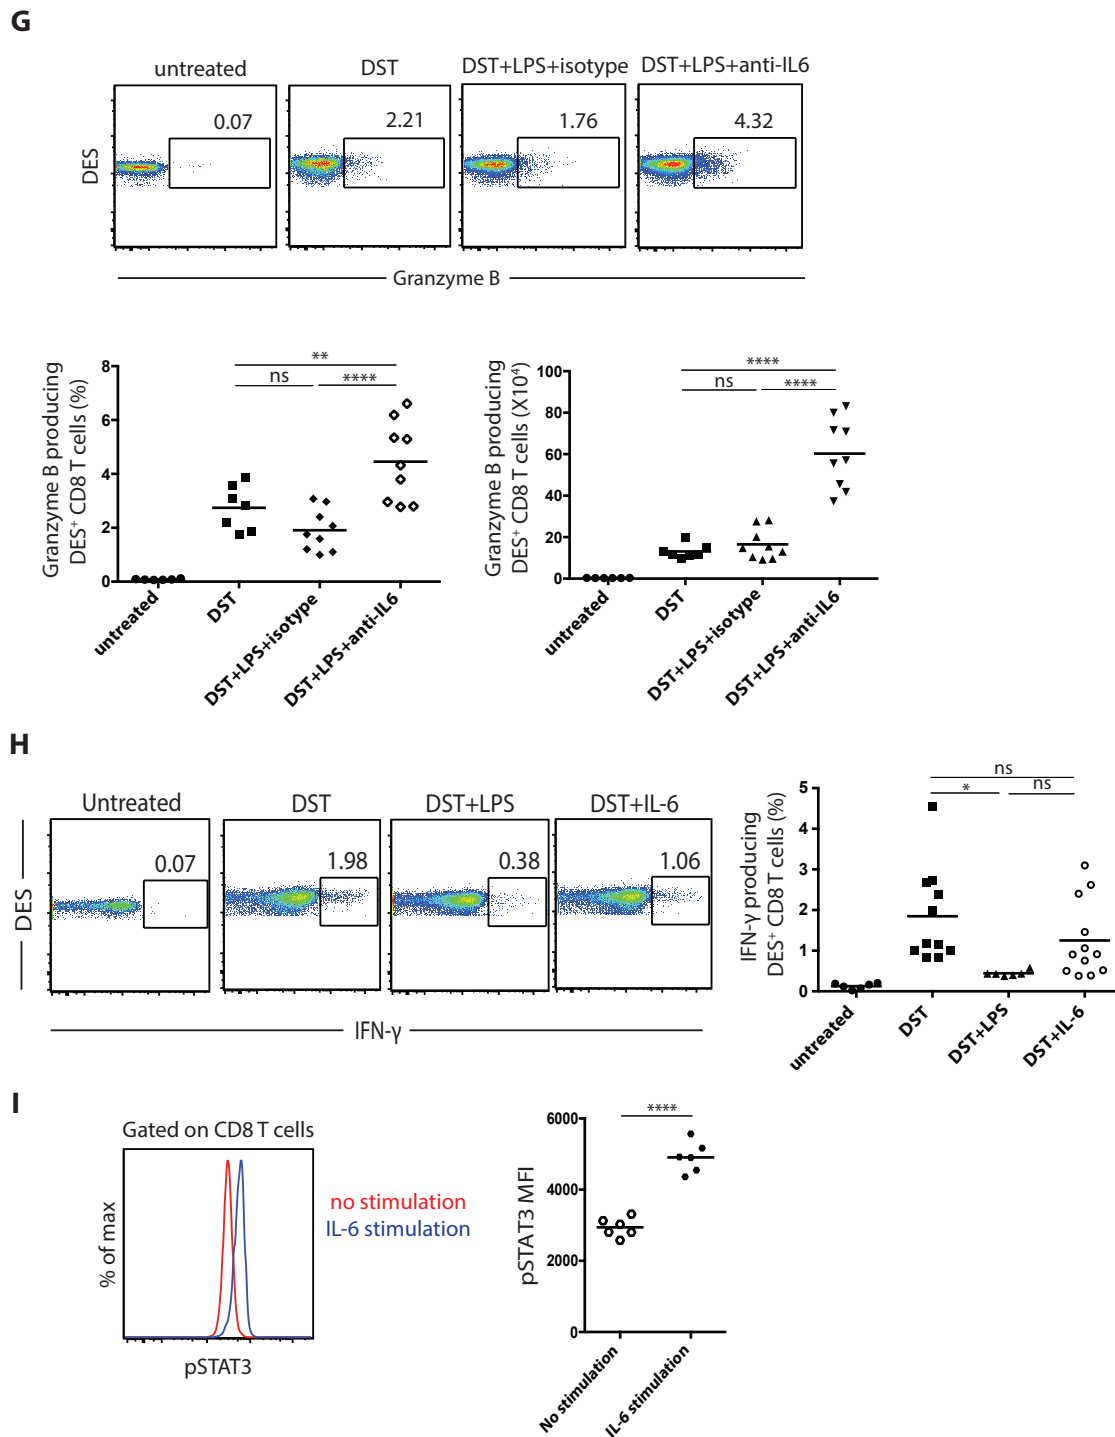 G
untreated
DST
DST+LPS+isotype
DST+LPS+anti-IL6
0.07
2.21
1.76
4.32
DES
Granzyme B
Granzyme B producing
DES⁺ CD8 T cells (%)
8
6
4
2
0
**
ns
****
untreated
DST
DST+LPS+isotype
DST+LPS+anti-IL6
Granzyme B producing
DES⁺ CD8 T cells (X10⁴)
100
80
60
40
20
0
****
ns
****
untreated
DST
DST+LPS+isotype
DST+LPS+anti-IL6
H
Untreated
DST
DST+LPS
DST+IL-6
0.07
1.98
0.38
1.06
DES
IFN-γ
IFN-γ producing
DES⁺ CD8 T cells (%)
5
4
3
2
1
0
ns
*
ns
untreated
DST
DST+LPS
DST+IL-6
I
Gated on CD8 T cells
% of max
pSTAT3
no stimulation
IL-6 stimulation
pSTAT3 MFI
6000
4000
2000
0
****
No stimulation
IL-6 stimulation